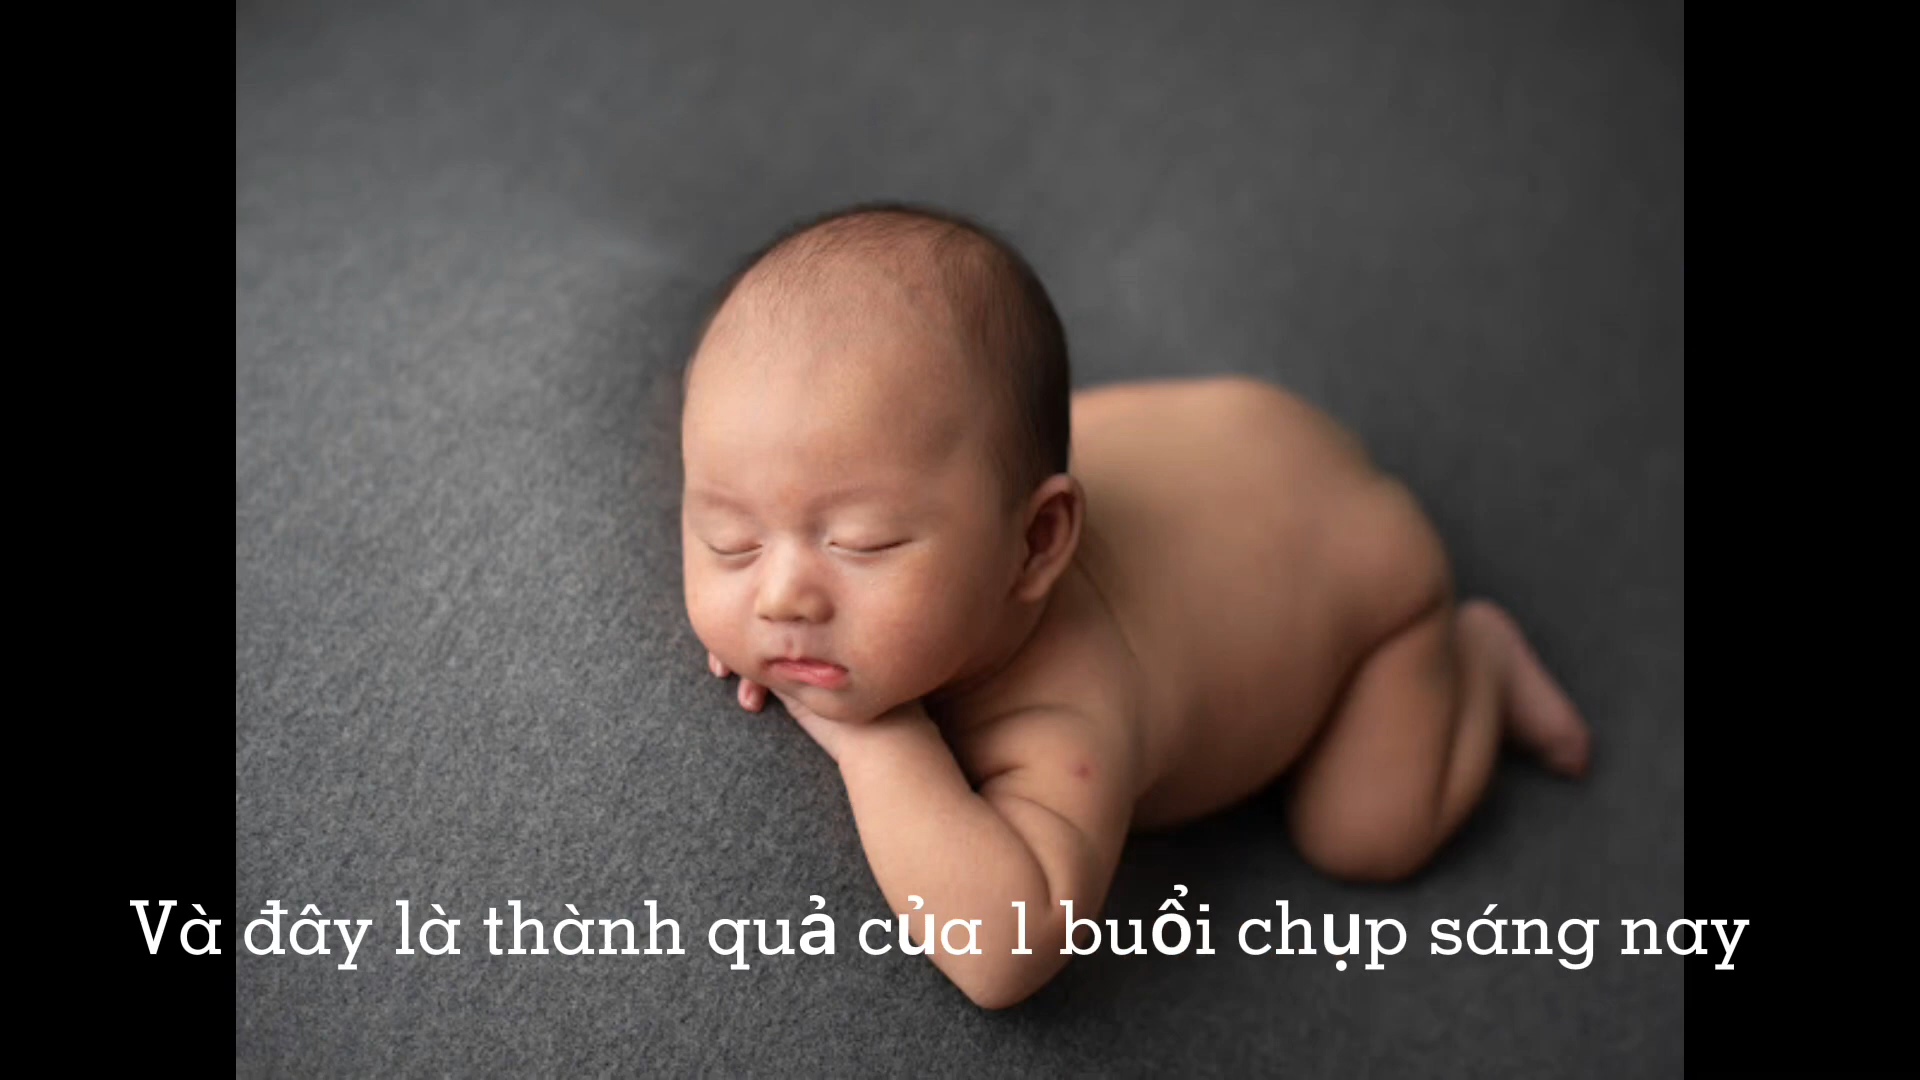 Và đây là thành quả của 1 buổi chụp sáng nay